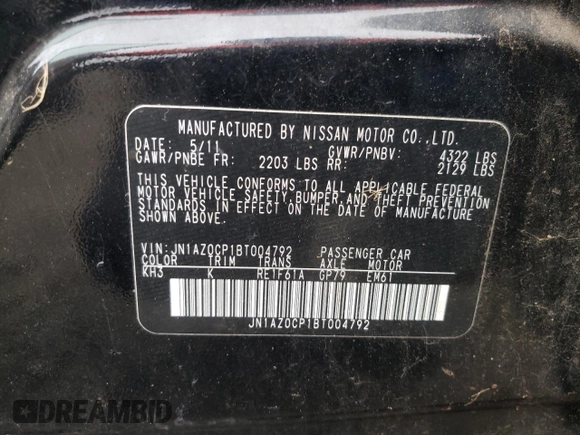 MANUFACTURED BY NISSAN MOTOR CO.,LTD.
DATE: 5/11 GVWR/PNBV: 4322 LBS
GAWR/PNBE FR: 2203 LBS RR: 2129 LBS
THIS VEHICLE CONFORMS TO ALL APPLICABLE FEDERAL
MOTOR VEHICLE SAFETY,BUMPER,AND THEFT PREVENTION
STANDARDS IN EFFECT ON THE DATE OF MANUFACTURE
SHOWN ABOVE.
VIN:JN1AZ0CP1BT004792 PASSENGER CAR
COLOR TRIM TRANS AXLE MOTOR
KH3 K RE1F61A GP79 EM61
JN1AZ0CP1BT004792
DREAMBID